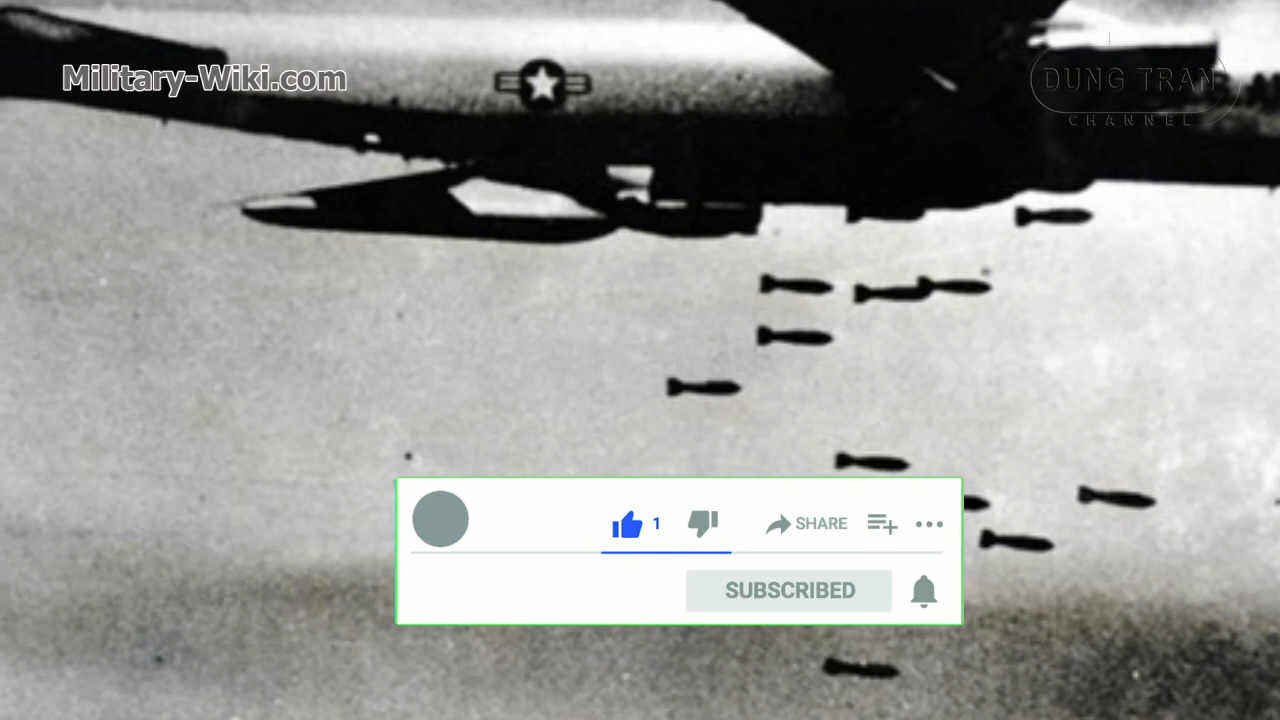 Military-Wiki.com
DUNG TRAN
CHANNEL
1
SHARE
SUBSCRIBED